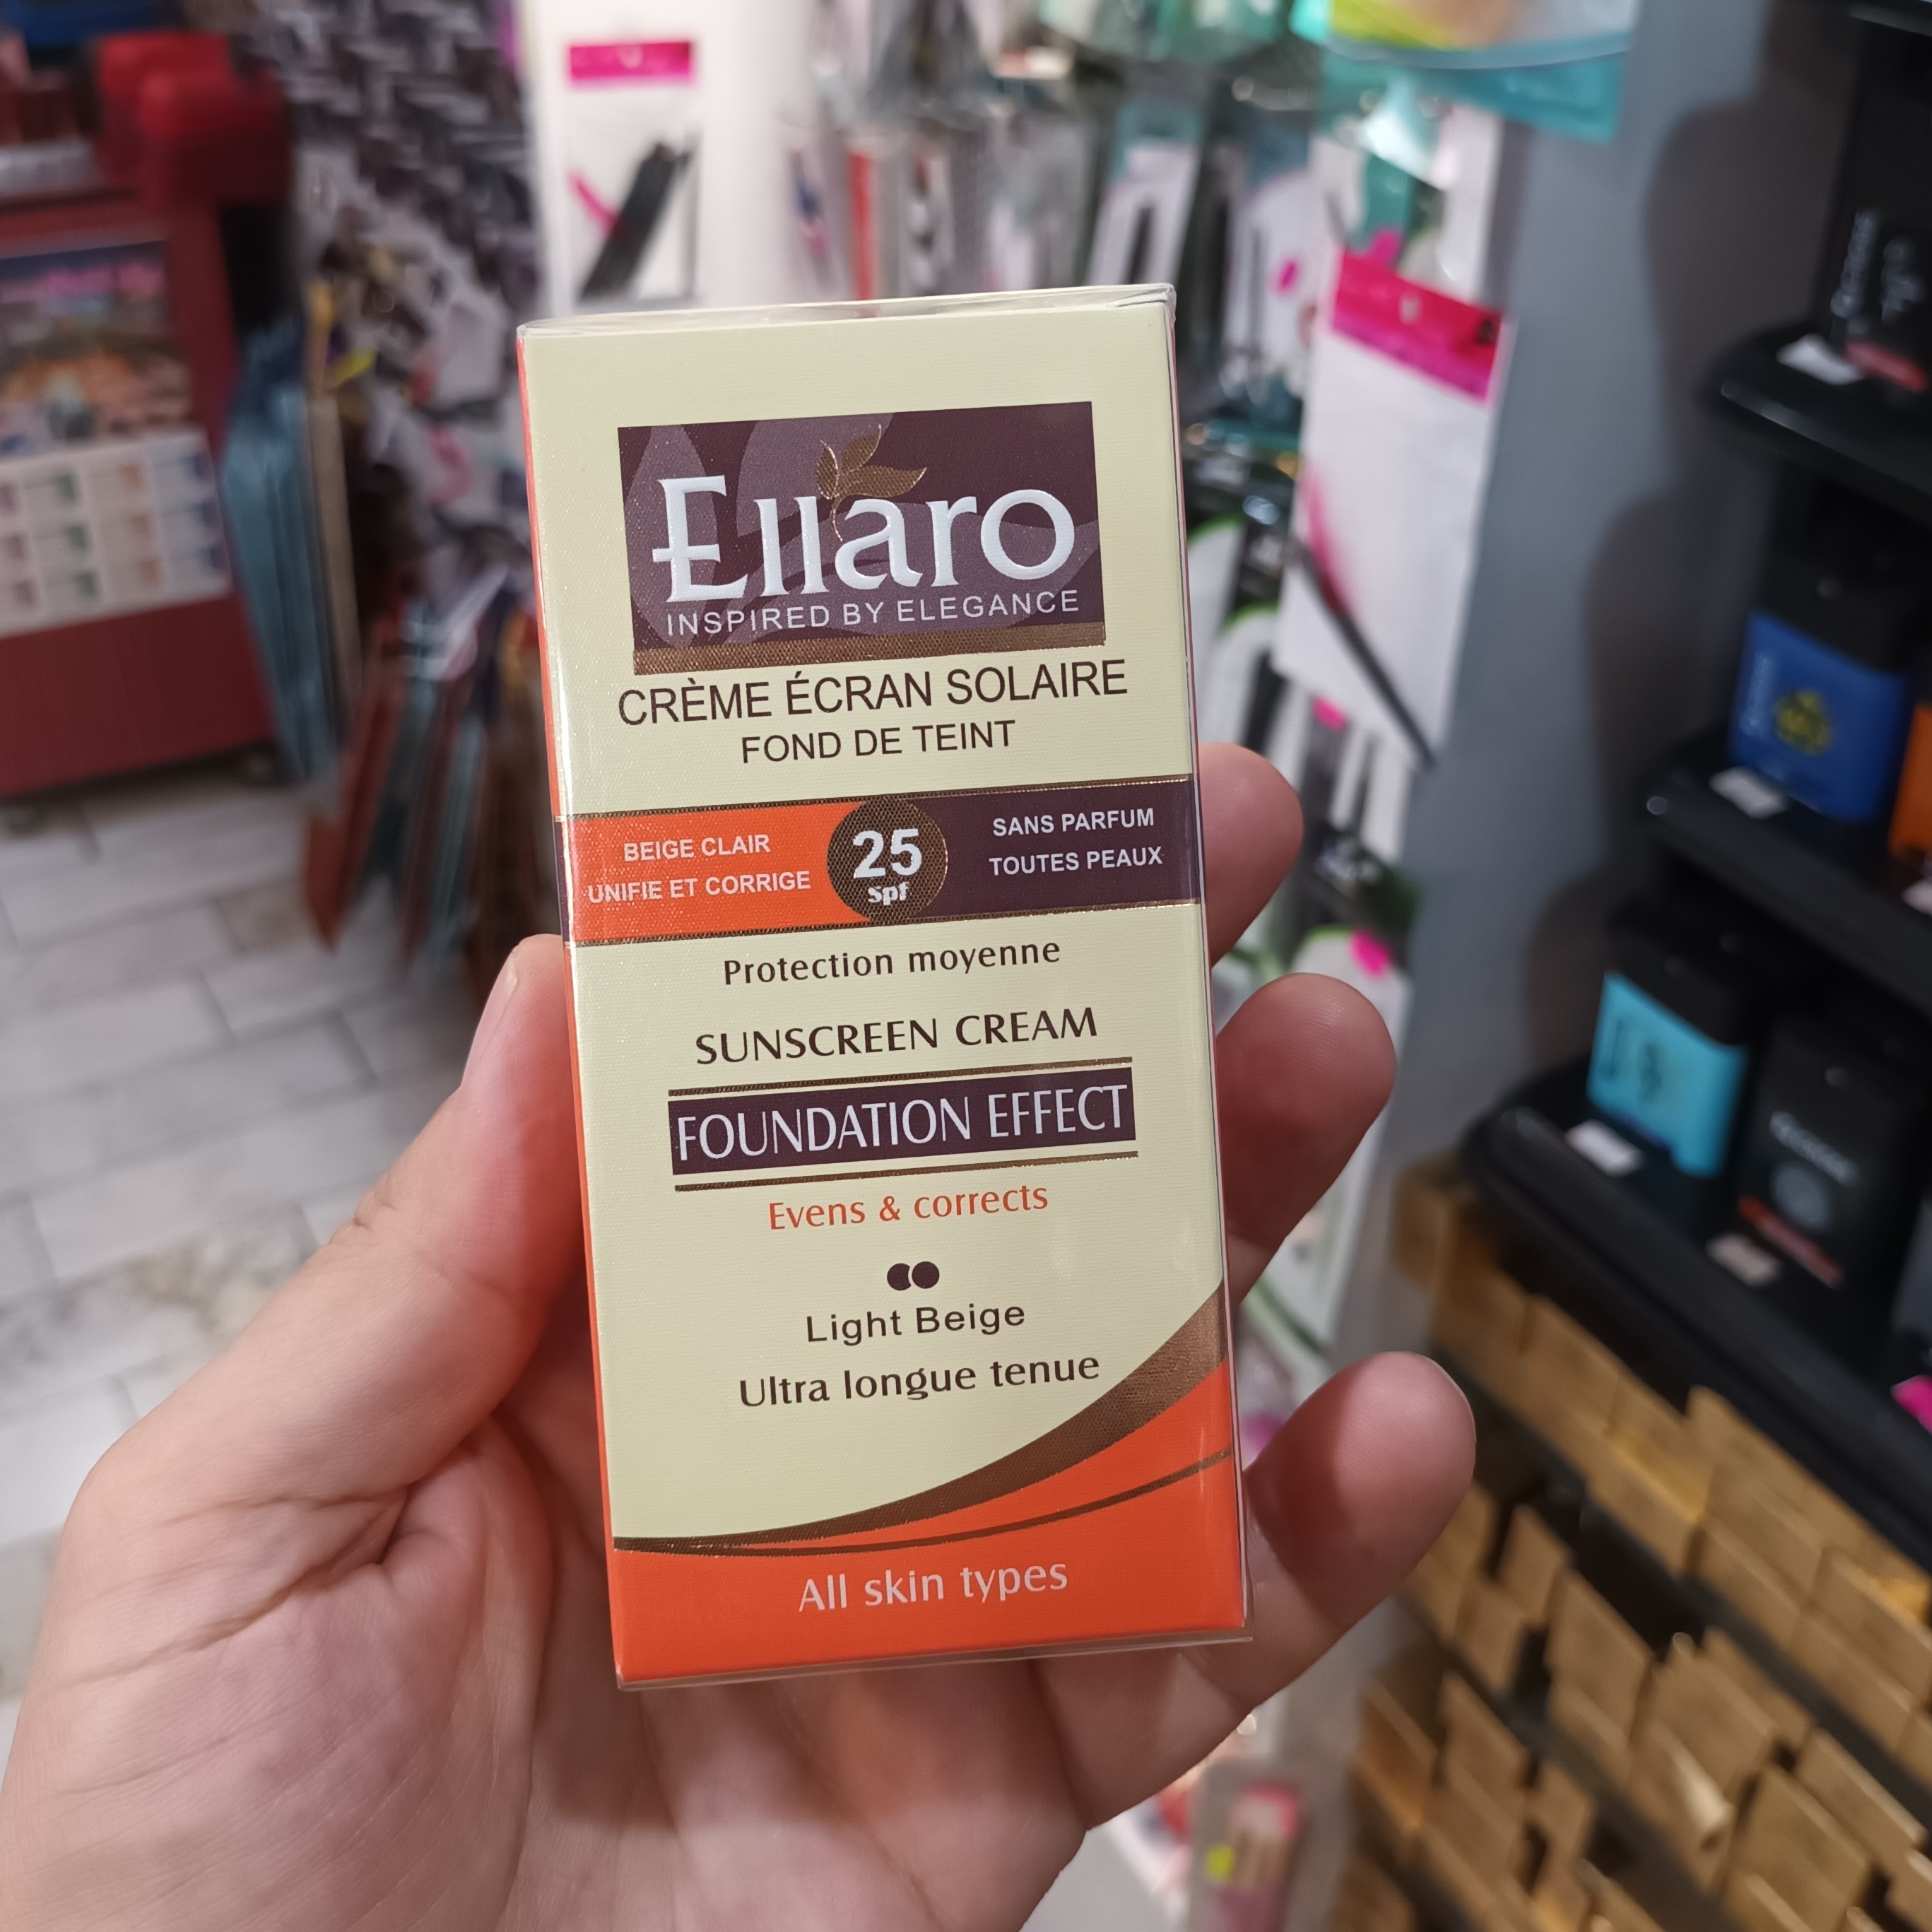 Ellaro
INSPIRED BY ELEGANCE
CRÈME ÉCRAN SOLAIRE
FOND DE TEINT
BEIGE CLAIR
UNIFIE ET CORRIGE
25
Spf
SANS PARFUM
TOUTES PEAUX
Protection moyenne
SUNSCREEN CREAM
FOUNDATION EFFECT
Evens & corrects
Light Beige
Ultra longue tenue
All skin types